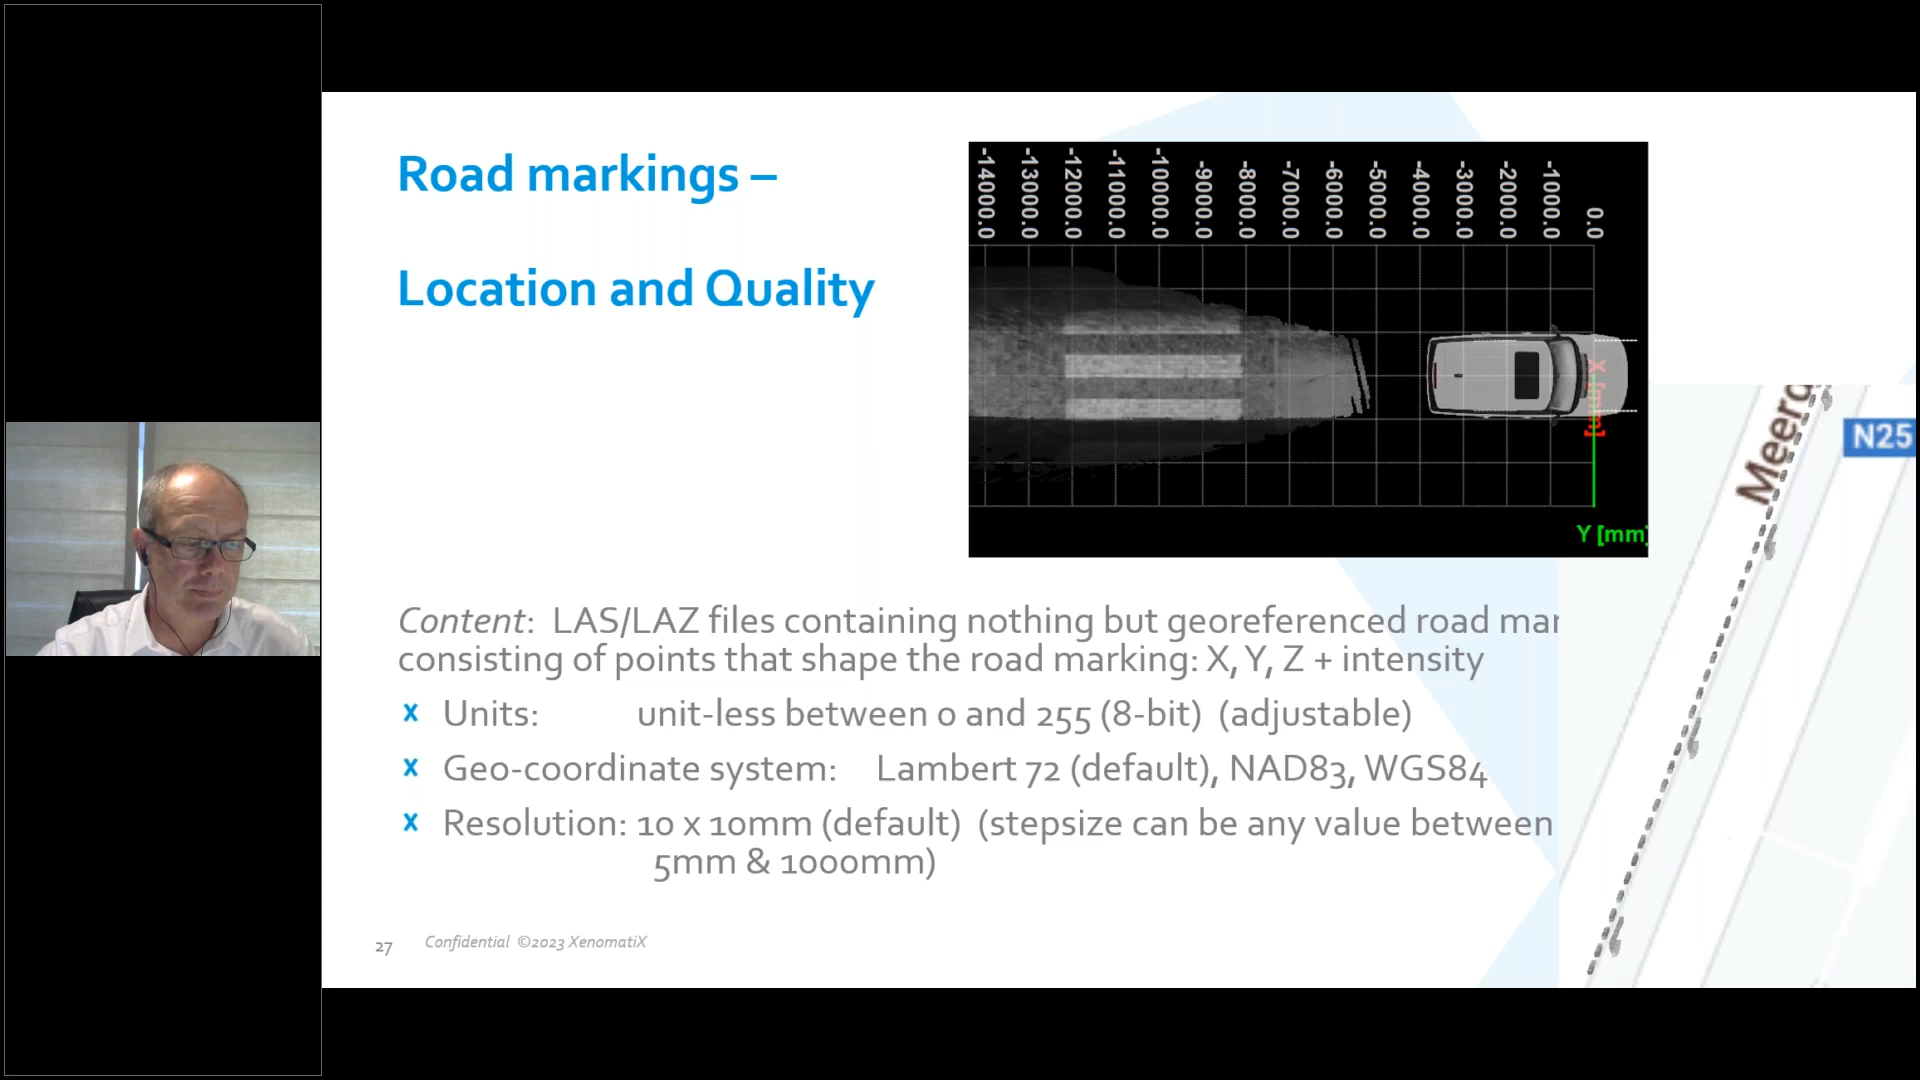 Road markings –
Location and Quality
-14000.0
-13000.0
-12000.0
-11000.0
-10000.0
-9000.0
-8000.0
-7000.0
-6000.0
-5000.0
-4000.0
-3000.0
-2000.0
-1000.0
0.0
X [mm]
Y [mm]
Meerd
N25
Content: LAS/LAZ files containing nothing but georeferenced road mar
consisting of points that shape the road marking: X, Y, Z + intensity
x Units: unit-less between 0 and 255 (8-bit) (adjustable)
x Geo-coordinate system: Lambert 72 (default), NAD83, WGS84
x Resolution: 10 x 10mm (default) (stepsize can be any value between
5mm & 1000mm)
27 Confidential ©2023 XenomatiX